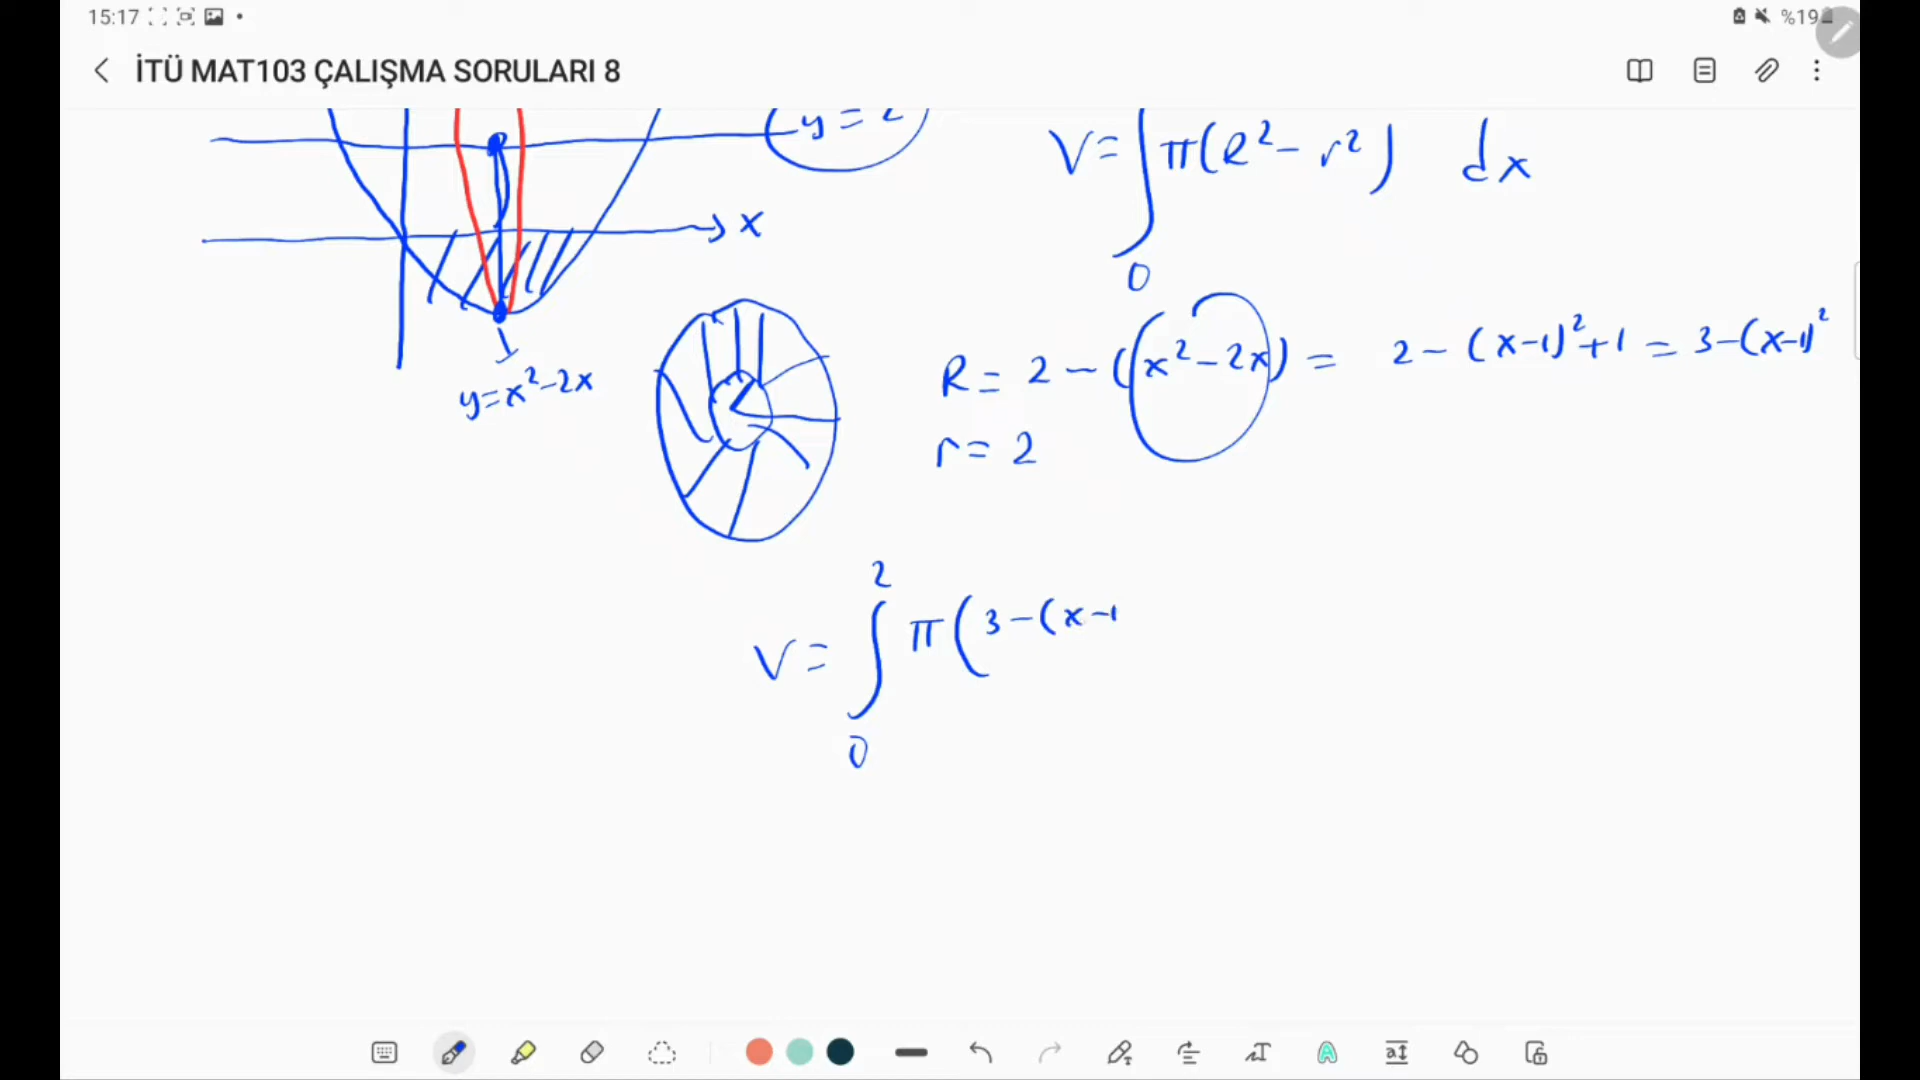 15:17
%19
İTÜ MAT103 ÇALIŞMA SORULARI 8
y = 2
V = ∫ π(R² - r²) dx
x
0
y=x²-2x
R = 2 - (x²-2x) = 2 - (x-1)²+1 = 3-(x-1)²
r = 2
2
V = ∫ π(3-(x-1
0